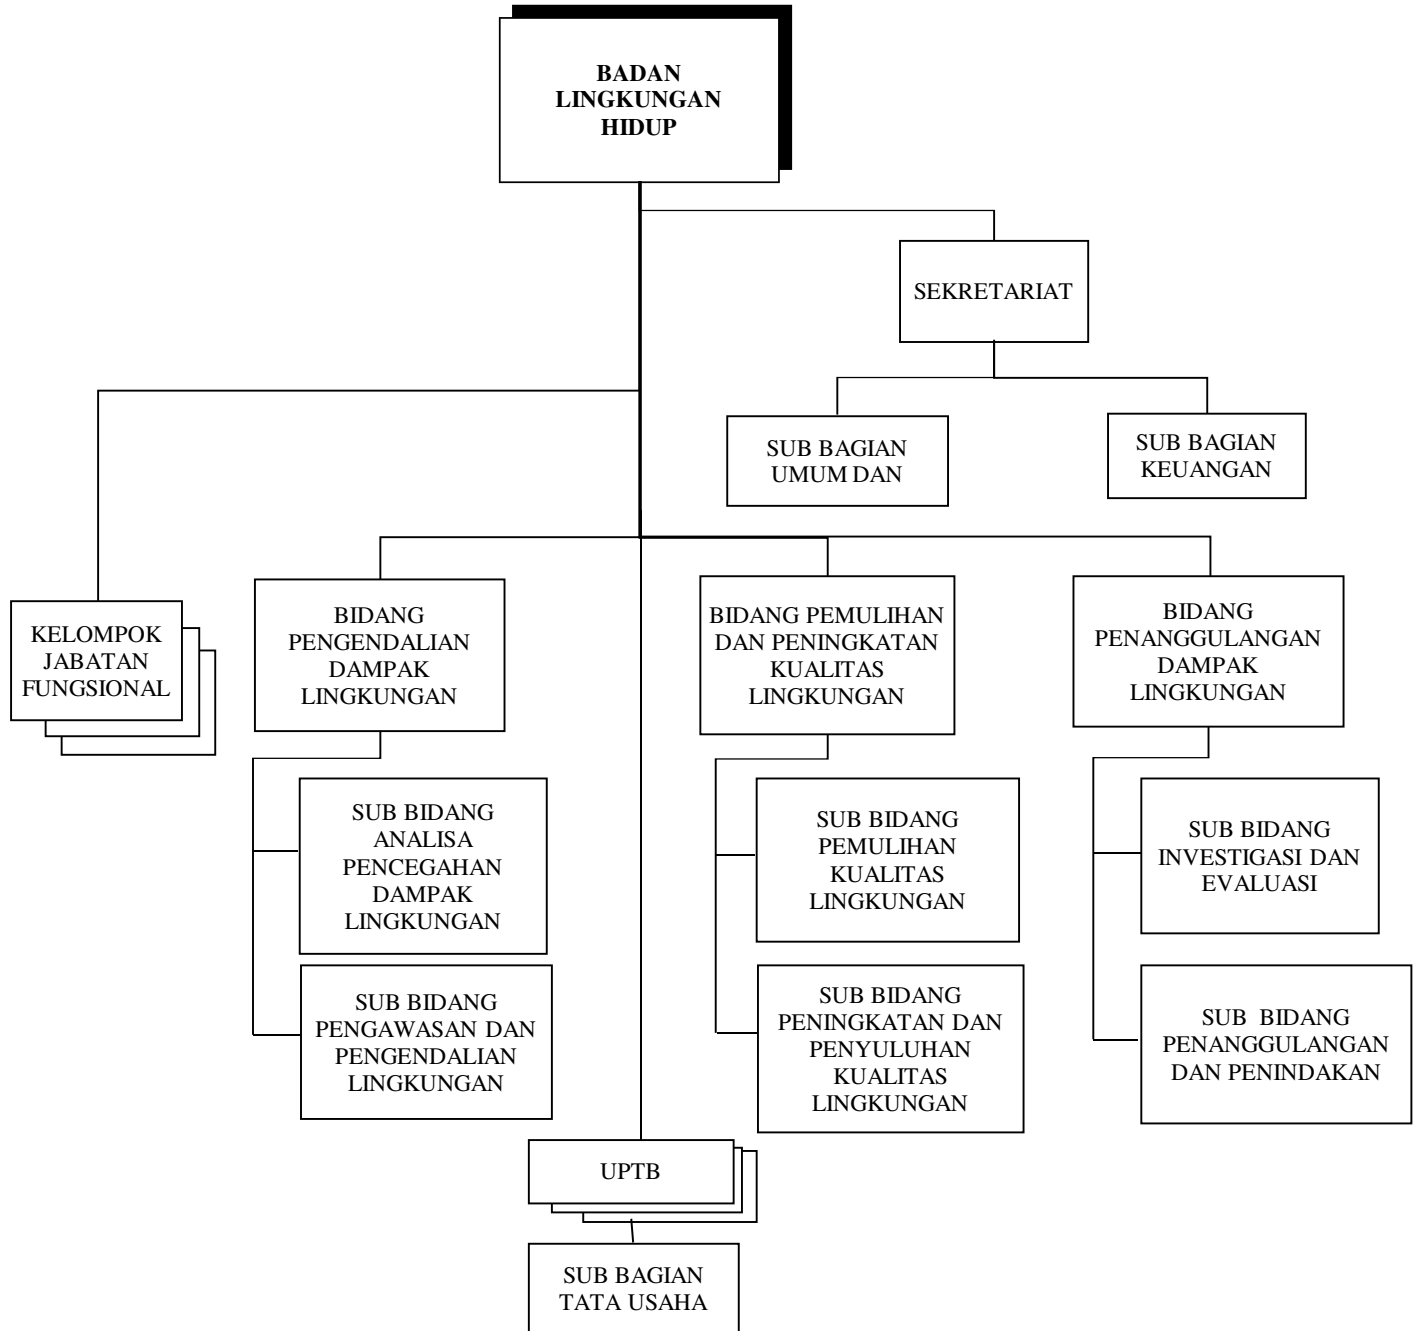 BADAN
LINGKUNGAN
HIDUP
SEKRETARIAT
SUB BAGIAN
UMUM DAN
SUB BAGIAN
KEUANGAN
KELOMPOK
JABATAN
FUNGSIONAL
BIDANG
PENGENDALIAN
DAMPAK
LINGKUNGAN
BIDANG PEMULIHAN
DAN PENINGKATAN
KUALITAS
LINGKUNGAN
BIDANG
PENANGGULANGAN
DAMPAK
LINGKUNGAN
SUB BIDANG
ANALISA
PENCEGAHAN
DAMPAK
LINGKUNGAN
SUB BIDANG
PEMULIHAN
KUALITAS
LINGKUNGAN
SUB BIDANG
INVESTIGASI DAN
EVALUASI
SUB BIDANG
PENGAWASAN DAN
PENGENDALIAN
LINGKUNGAN
SUB BIDANG
PENINGKATAN DAN
PENYULUHAN
KUALITAS
LINGKUNGAN
SUB BIDANG
PENANGGULANGAN
DAN PENINDAKAN
UPTB
SUB BAGIAN
TATA USAHA